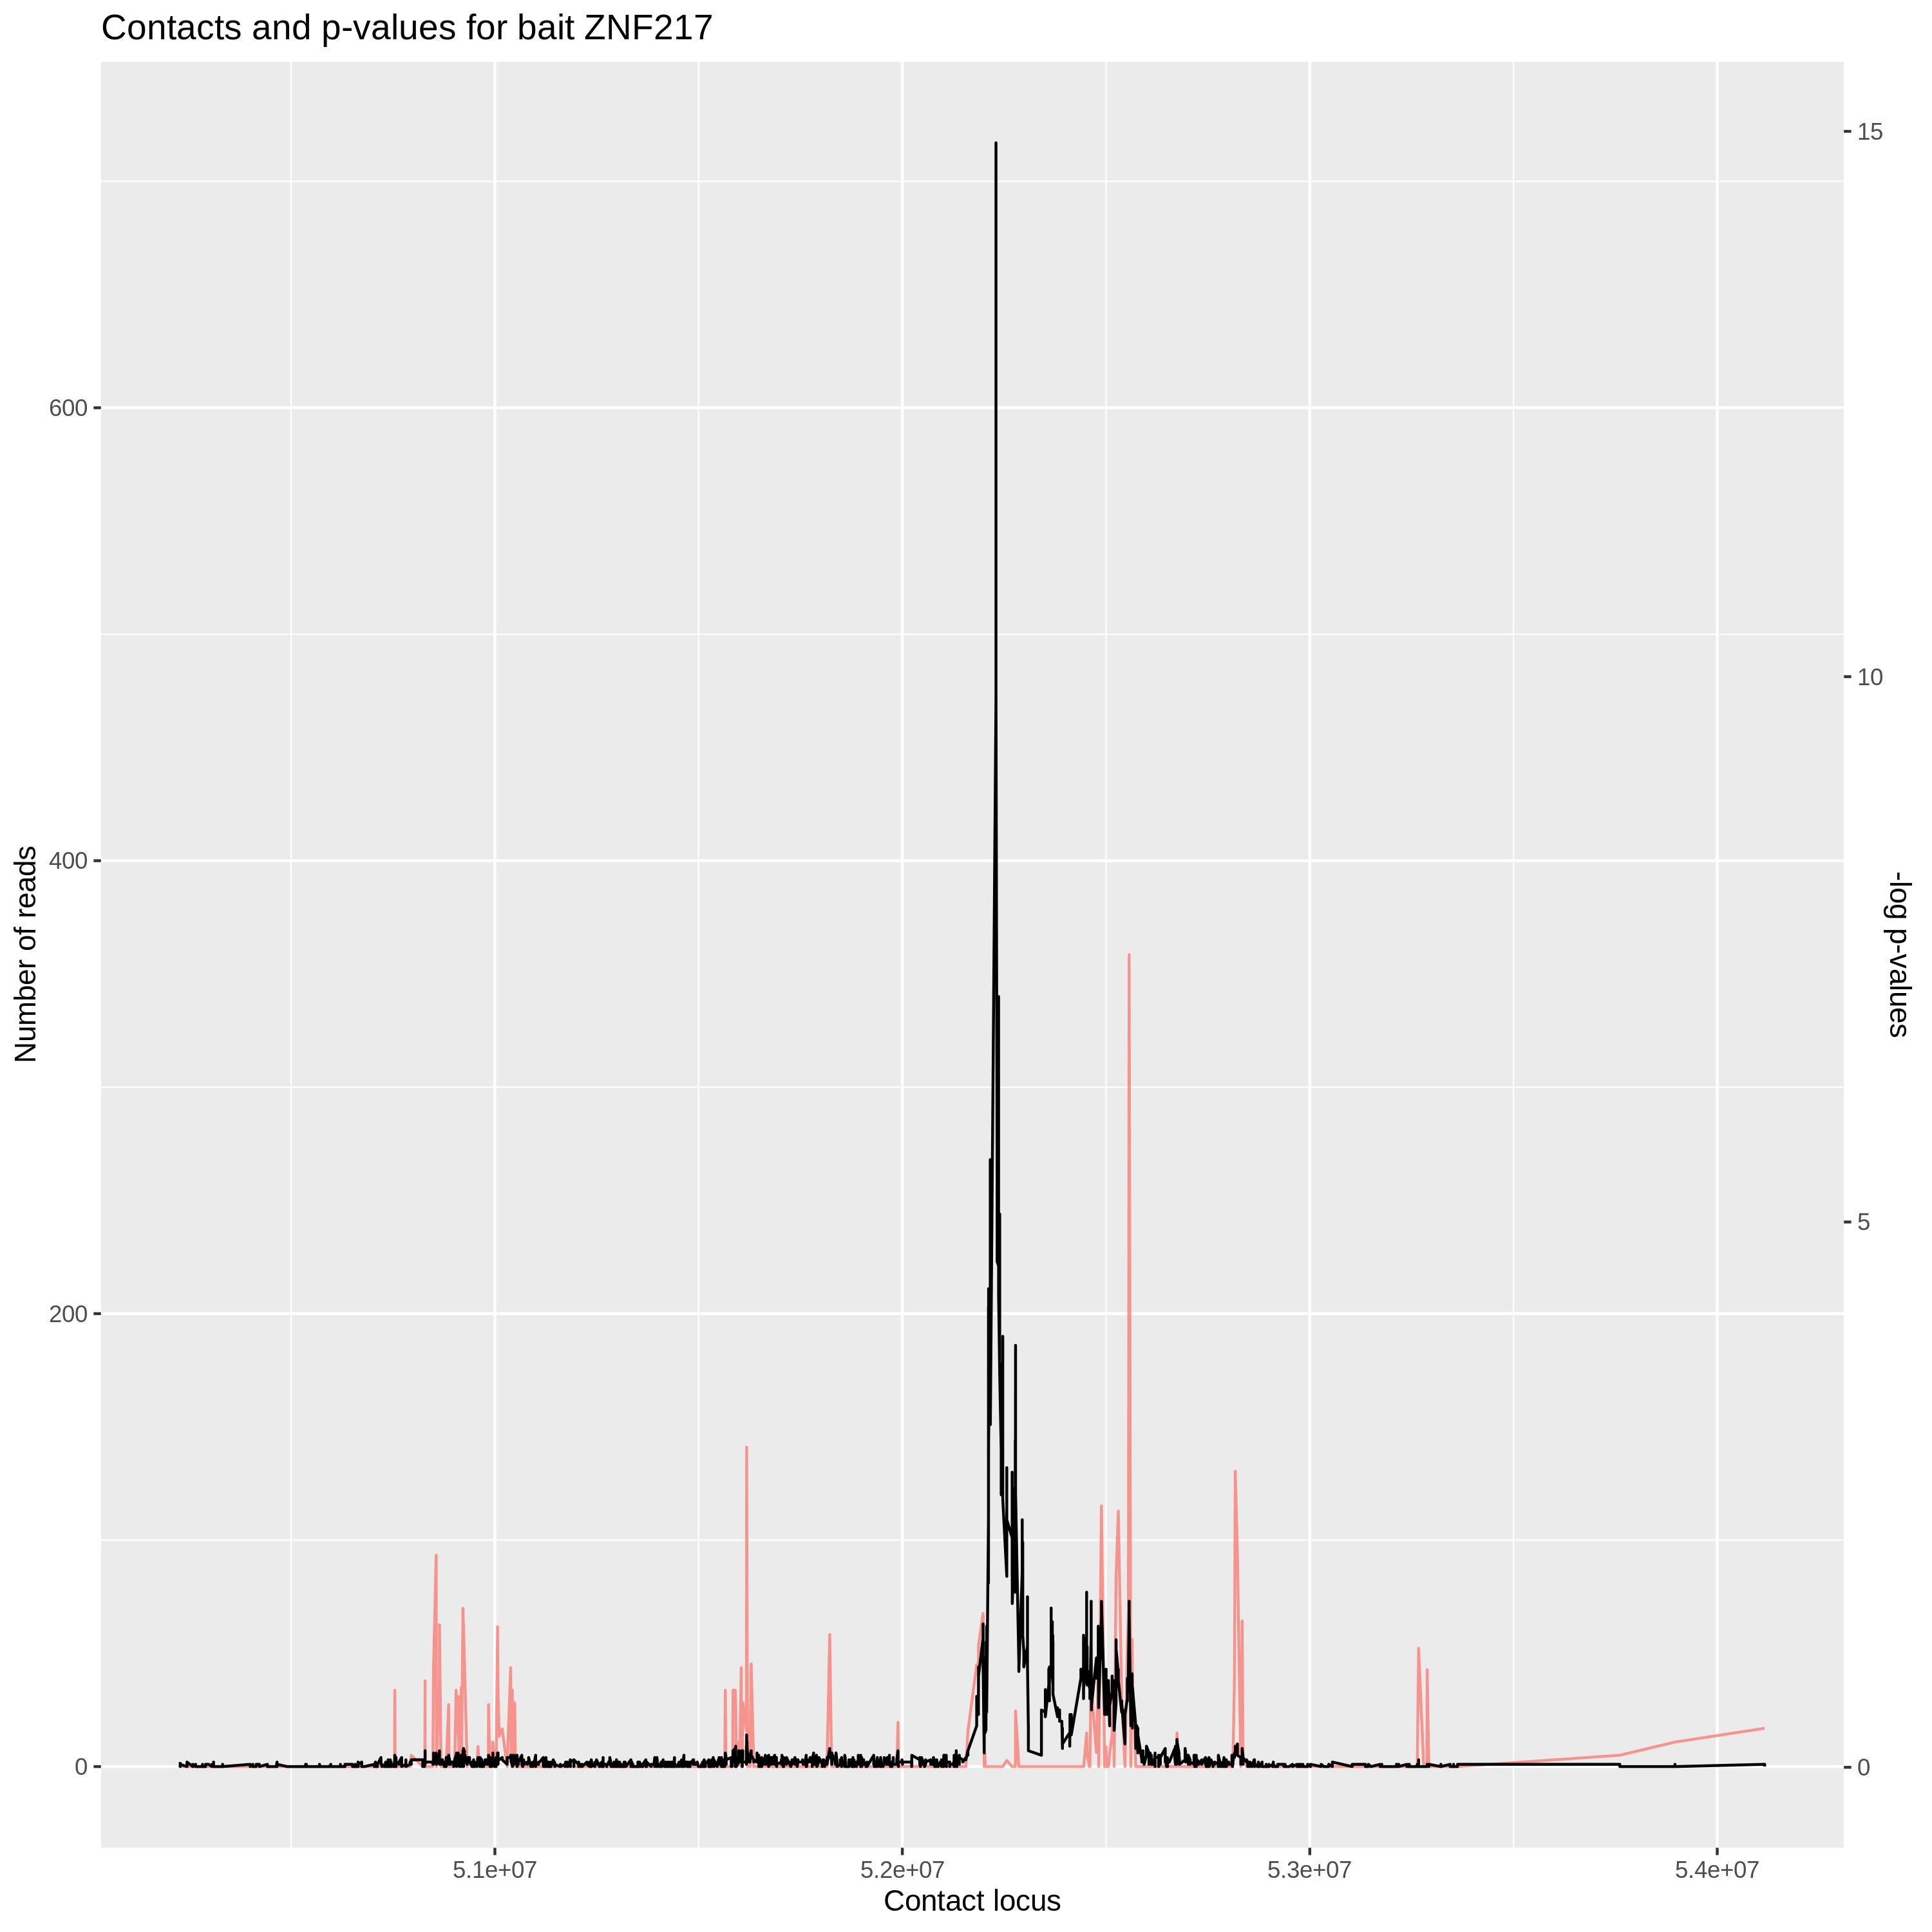 Contacts and p-values for bait ZNF217
15
600
10
Number of reads
400
-log p-values
5
200
0
0
5.1e+07
5.2e+07
5.3e+07
5.4e+07
Contact locus